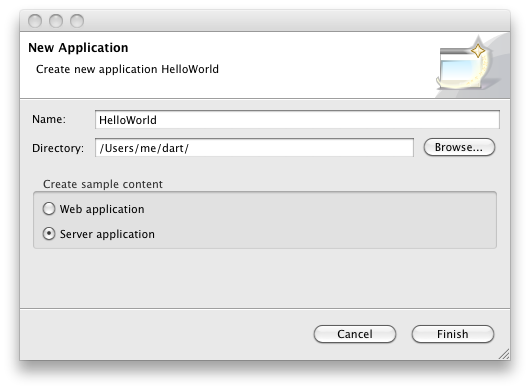 New Application
Create new application HelloWorld
Name: HelloWorld
Directory: /Users/me/dart/ Browse...
Create sample content
Web application
Server application
Cancel Finish